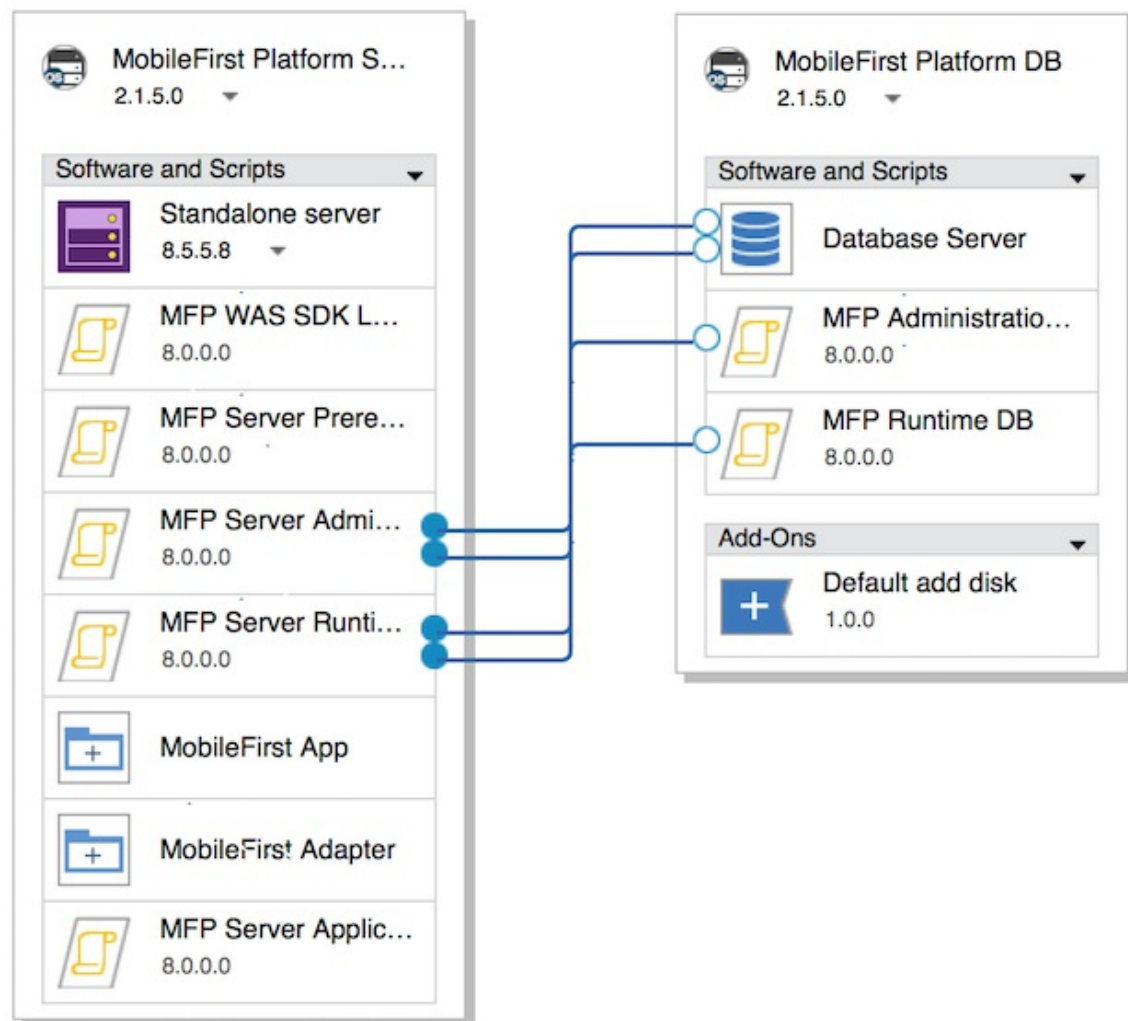 MobileFirst Platform S...
2.1.5.0
Software and Scripts
Standalone server
8.5.5.8
MFP WAS SDK L...
8.0.0.0
MFP Server Prere...
8.0.0.0
MFP Server Admi...
8.0.0.0
MFP Server Runti...
8.0.0.0
MobileFirst App
MobileFirst Adapter
MFP Server Applic...
8.0.0.0
MobileFirst Platform DB
2.1.5.0
Software and Scripts
Database Server
MFP Administratio...
8.0.0.0
MFP Runtime DB
8.0.0.0
Add-Ons
Default add disk
1.0.0